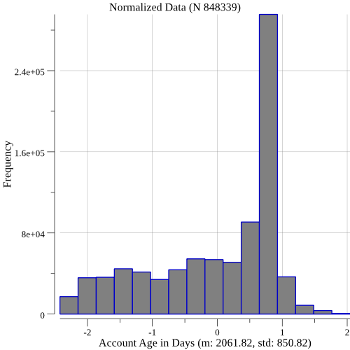 Normalized Data (N 848339)
Frequency
2.4e+05
1.6e+05
8e+04
0
-2 -1 0 1 2
Account Age in Days (m: 2061.82, std: 850.82)